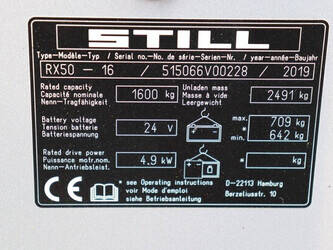 STILL
Type-Modèle-Typ / Serial no.-No. de série-Serien-Nr. / year-année-Baujahr
RX50 - 16 / 515066V00228 / 2019
Rated capacity
Capacité nominale
Nenn-Tragfähigkeit
1600 kg
Unladen mass
Masse à vide
Leergewicht
2491 kg
Battery voltage
Tension batterie
Batteriespannung
24 V
max. 709 kg
*
min. 642 kg
Rated drive power
Puissance motr.nom.
Nenn-Antriebsleist.
4.9 kW
* kg
CE
* see Operating instructions
voir Mode d'emploi
siehe Betriebsanleitung
D-22113 Hamburg
Berzeliusstr. 10